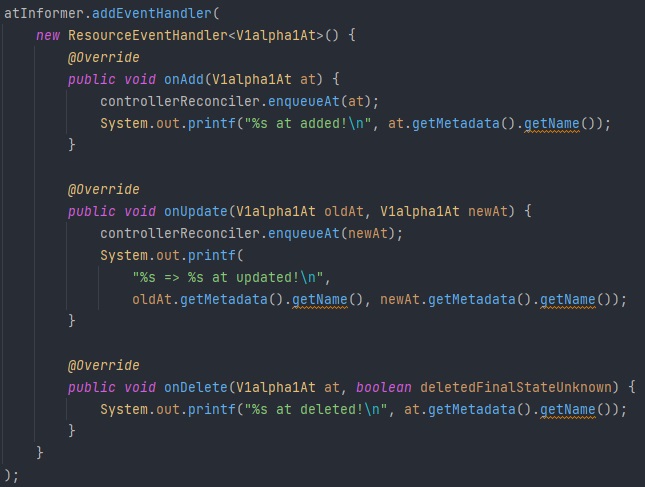 atInformer.addEventHandler(
    new ResourceEventHandler<V1alpha1At>() {
        @Override
        public void onAdd(V1alpha1At at) {
            controllerReconciler.enqueueAt(at);
            System.out.printf("%s at added!\n", at.getMetadata().getName());
        }

        @Override
        public void onUpdate(V1alpha1At oldAt, V1alpha1At newAt) {
            controllerReconciler.enqueueAt(newAt);
            System.out.printf(
                "%s => %s at updated!\n",
                oldAt.getMetadata().getName(), newAt.getMetadata().getName());
        }

        @Override
        public void onDelete(V1alpha1At at, boolean deletedFinalStateUnknown) {
            System.out.printf("%s at deleted!\n", at.getMetadata().getName());
        }
    }
);